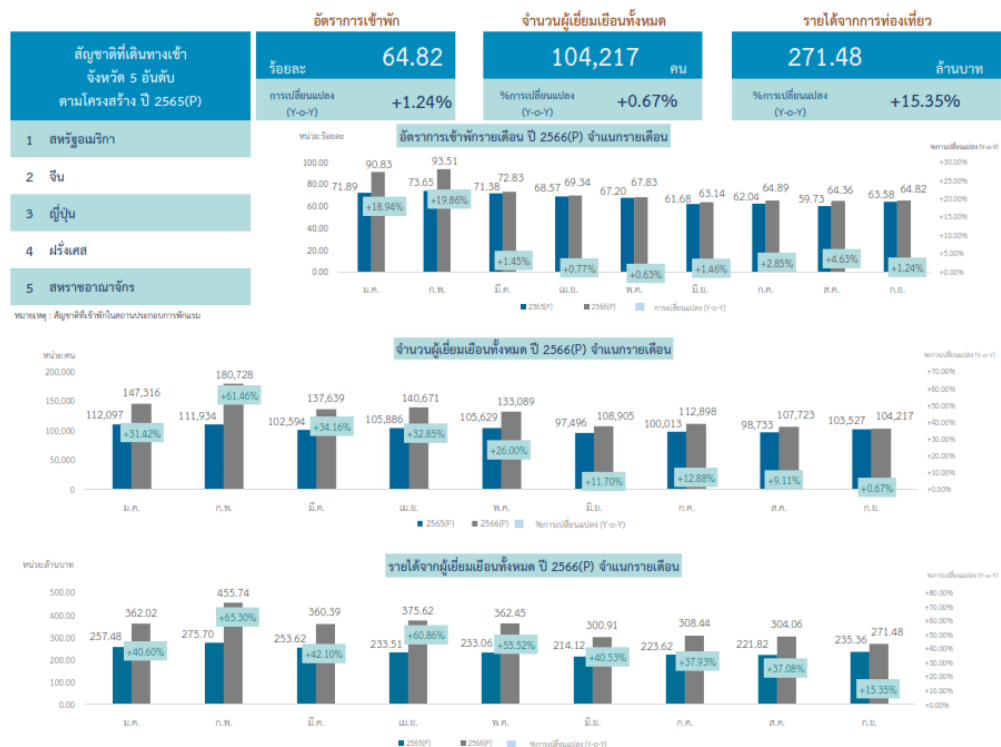 อัตราการเข้าพัก
จำนวนผู้เยี่ยมเยือนทั้งหมด
รายได้จากการท่องเที่ยว
สัญชาติที่เดินทางเข้า
จังหวัด 5 อันดับ
ตามโครงสร้าง ปี 2565(P)
ร้อยละ 64.82
การเปลี่ยนแปลง
(Y-o-Y)
+1.24%
104,217 คน
%การเปลี่ยนแปลง
(Y-o-Y)
+0.67%
271.48 ล้านบาท
%การเปลี่ยนแปลง
(Y-o-Y)
+15.35%
1 สหรัฐอเมริกา
2 จีน
3 ญี่ปุ่น
4 ฝรั่งเศส
5 สหราชอาณาจักร
หมายเหตุ : สัญชาติที่เข้าพักในสถานประกอบการพักแรม
หน่วย:ร้อยละ
อัตราการเข้าพักรายเดือน ปี 2566(P) จำแนกรายเดือน
%การเปลี่ยนแปลง (Y-o-Y)
100.00
80.00
60.00
40.00
20.00
0.00
71.89 90.83 73.65 93.51 71.38 72.83 68.57 69.34 67.20 67.83 61.68 63.14 62.04 64.89 59.73 64.36 63.58 64.82
+18.94% +19.86% +1.45% +0.77% +0.63% +1.46% +2.85% +4.63% +1.24%
+30.00%
+25.00%
+20.00%
+15.00%
+10.00%
+5.00%
+0.00%
ม.ค. ก.พ. มี.ค. เม.ย. พ.ค. มิ.ย. ก.ค. ส.ค. ก.ย.
2565(P) 2566(P) การเปลี่ยนแปลง (Y-o-Y)
หน่วย:คน
จำนวนผู้เยี่ยมเยือนทั้งหมด ปี 2566(P) จำแนกรายเดือน
%การเปลี่ยนแปลง (Y-o-Y)
200,000
150,000
100,000
50,000
0
112,097 147,316 111,934 180,728 102,594 137,639 105,886 140,671 105,629 133,089 97,496 108,905 100,013 112,898 98,733 107,723 103,527 104,217
+31.42% +61.46% +34.16% +32.85% +26.00% +11.70% +12.88% +9.11% +0.67%
+70.00%
+60.00%
+50.00%
+40.00%
+30.00%
+20.00%
+10.00%
+0.00%
ม.ค. ก.พ. มี.ค. เม.ย. พ.ค. มิ.ย. ก.ค. ส.ค. ก.ย.
2565(P) 2566(P) %การเปลี่ยนแปลง (Y-o-Y)
หน่วย:ล้านบาท
รายได้จากผู้เยี่ยมเยือนทั้งหมด ปี 2566(P) จำแนกรายเดือน
%การเปลี่ยนแปลง (Y-o-Y)
500.00
400.00
300.00
200.00
100.00
0.00
257.48 362.02 275.70 455.74 253.62 360.39 233.51 375.62 233.06 362.45 214.12 300.91 223.62 308.44 221.82 304.06 235.36 271.48
+40.60% +65.30% +42.10% +60.86% +55.52% +40.53% +37.93% +37.08% +15.35%
+80.00%
+70.00%
+60.00%
+50.00%
+40.00%
+30.00%
+20.00%
+10.00%
+0.00%
ม.ค. ก.พ. มี.ค. เม.ย. พ.ค. มิ.ย. ก.ค. ส.ค. ก.ย.
2565(P) 2566(P) %การเปลี่ยนแปลง (Y-o-Y)